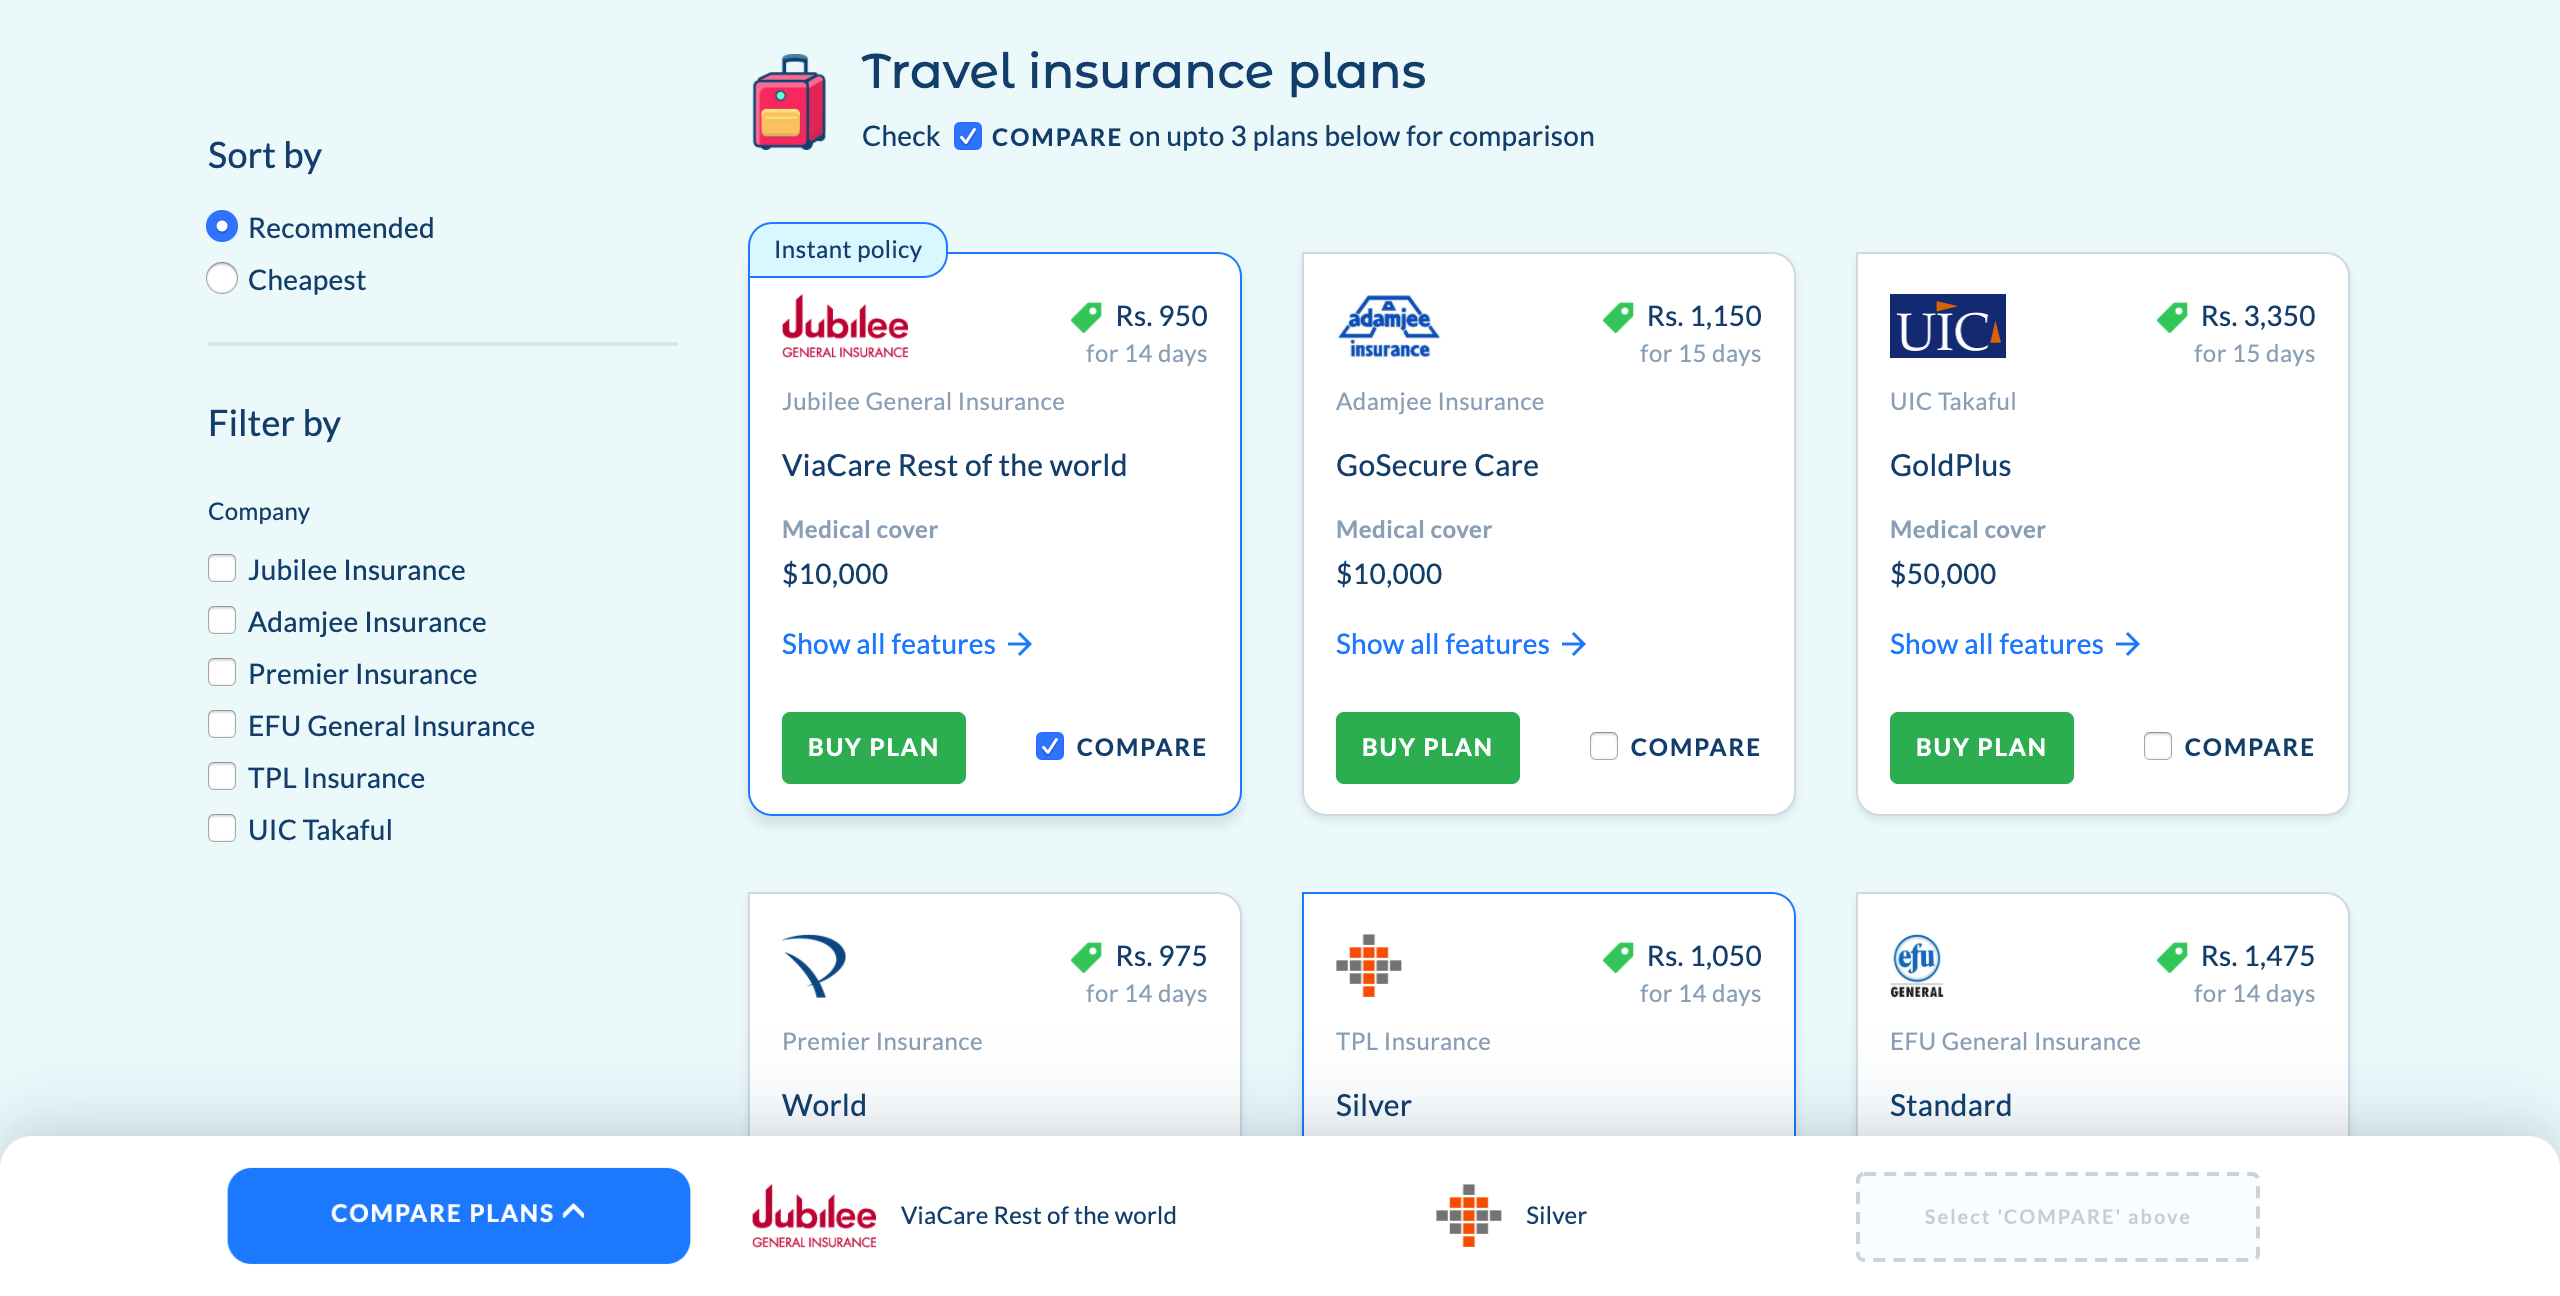 Travel insurance plans
Check COMPARE on upto 3 plans below for comparison
Sort by
Recommended
Cheapest
Filter by
Company
Jubilee Insurance
Adamjee Insurance
Premier Insurance
EFU General Insurance
TPL Insurance
UIC Takaful
Instant policy
Jubilee
GENERAL INSURANCE
Rs. 950
for 14 days
Jubilee General Insurance
ViaCare Rest of the world
Medical cover
$10,000
Show all features
BUY PLAN
COMPARE
adamjee
insurance
Rs. 1,150
for 15 days
Adamjee Insurance
GoSecure Care
Medical cover
$10,000
Show all features
BUY PLAN
COMPARE
UIC
Rs. 3,350
for 15 days
UIC Takaful
GoldPlus
Medical cover
$50,000
Show all features
BUY PLAN
COMPARE
Rs. 975
for 14 days
Premier Insurance
World
Rs. 1,050
for 14 days
TPL Insurance
Silver
efu
GENERAL
Rs. 1,475
for 14 days
EFU General Insurance
Standard
COMPARE PLANS
Jubilee
GENERAL INSURANCE
ViaCare Rest of the world
Silver
Select 'COMPARE' above